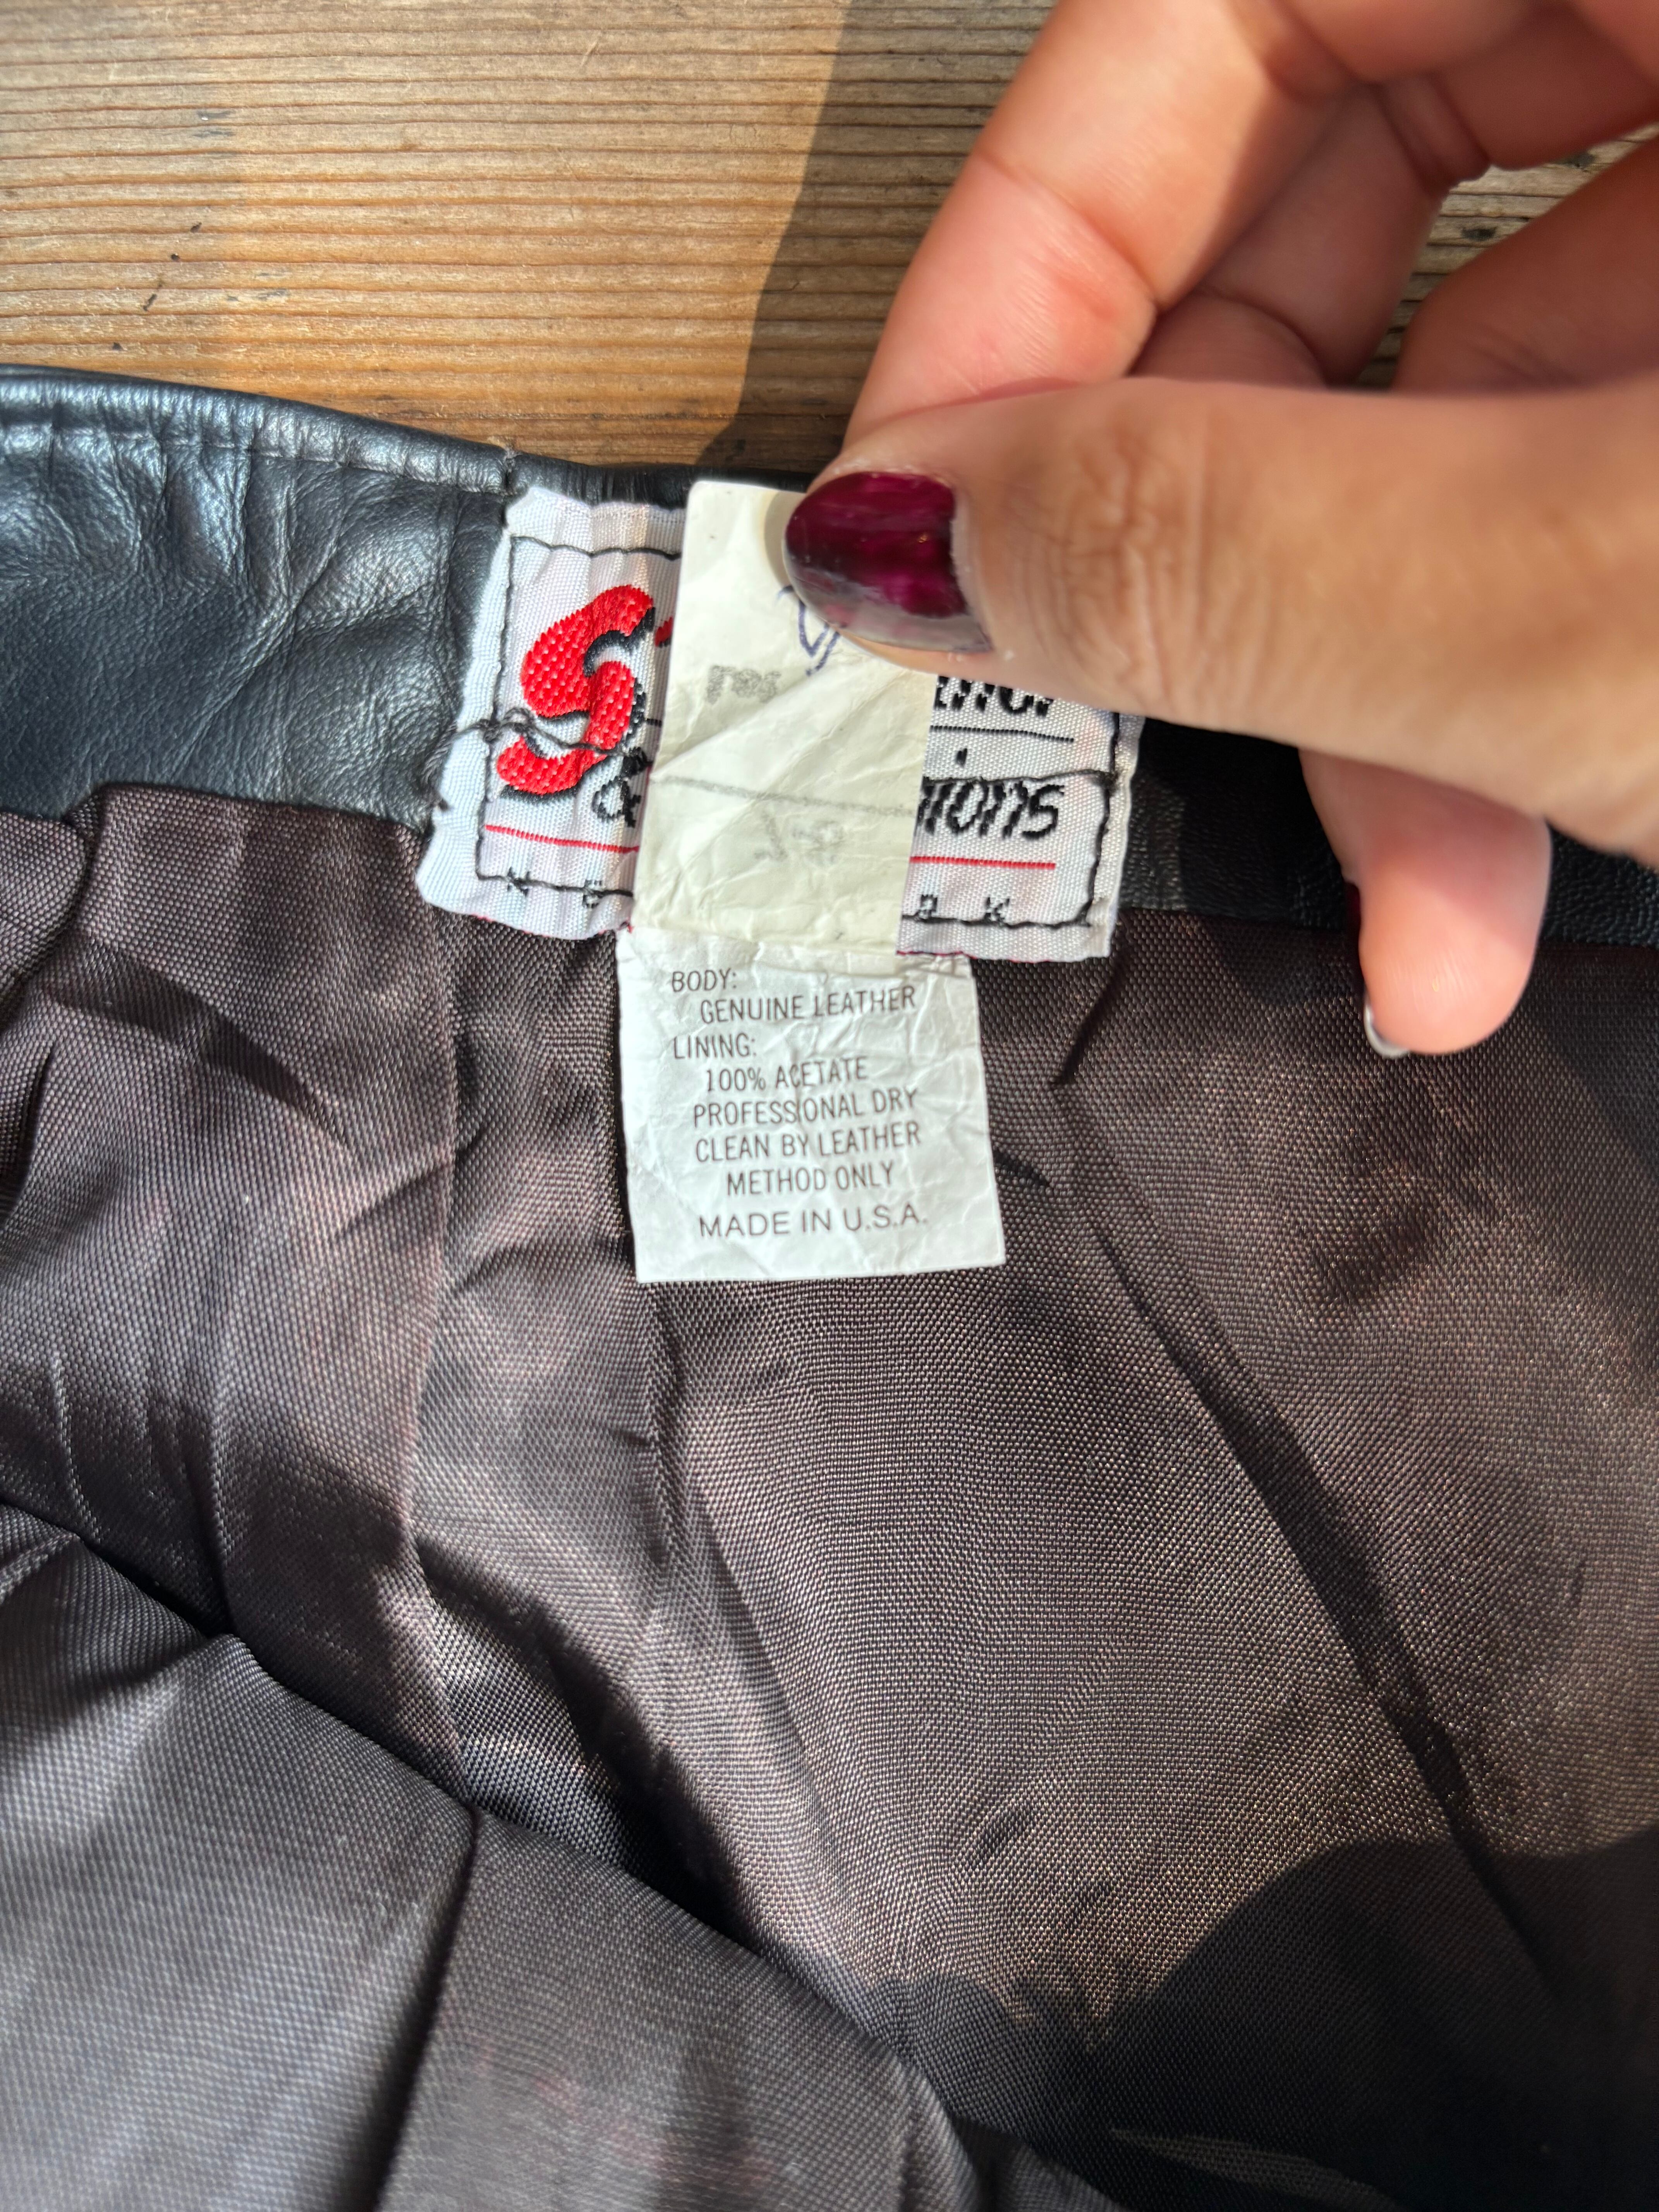 &
BODY:
GENUINE LEATHER
LINING:
100% ACETATE
PROFESSIONAL DRY
CLEAN BY LEATHER
METHOD ONLY
MADE IN U.S.A.